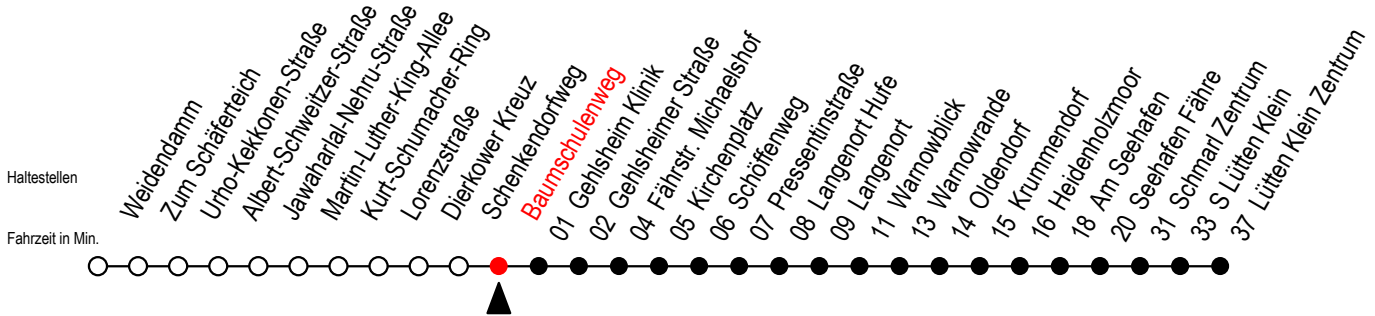 Haltestellen
Fahrzeit in Min.
Weidendamm
Zum Schäferteich
Urho-Kekkonen-Straße
Albert-Schweitzer-Straße
Jawaharlal-Nehru-Straße
Martin-Luther-King-Allee
Kurt-Schumacher-Ring
Lorenzstraße
Dierkower Kreuz
Schenkendorfweg
Baumschulenweg
01 Gehlsheim Klinik
02 Gehlsheimer Straße
04 Fährstr. Michaelshof
05 Kirchenplatz
06 Schöffenweg
07 Pressentinstraße
08 Langenort Hufe
09 Langenort
11 Warnowblick
13 Warnowrande
14 Oldendorf
15 Krummendorf
16 Heidenholzmoor
18 Am Seehafen
20 Seehafen Fähre
31 Schmarl Zentrum
33 S Lütten Klein
37 Lütten Klein Zentrum